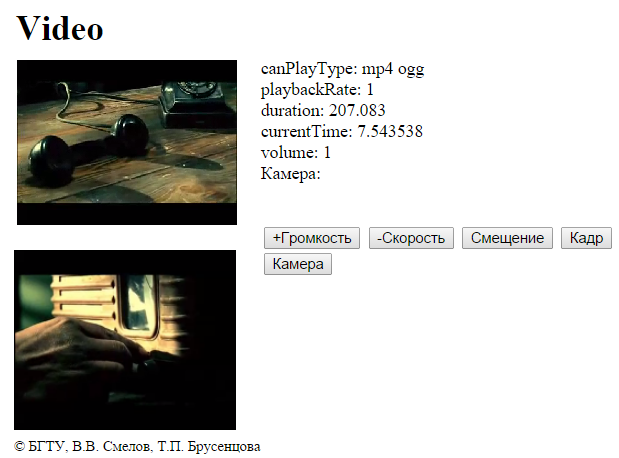 Video
canPlayType: mp4 ogg
playbackRate: 1
duration: 207.083
currentTime: 7.543538
volume: 1
Камера:
+Громкость -Скорость Смещение Кадр
Камера
© БГТУ, В.В. Смелов, Т.П. Брусенцова